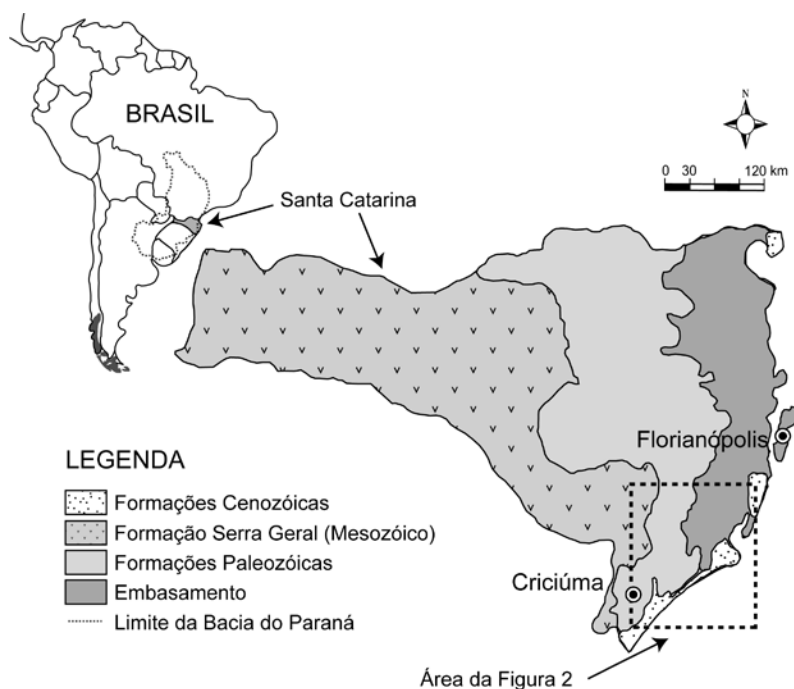 BRASIL
N
0 30 120 km
Santa Catarina
Florianópolis
LEGENDA
Formações Cenozóicas
Formação Serra Geral (Mesozóico)
Formações Paleozóicas
Embasamento
Limite da Bacia do Paraná
Criciúma
Área da Figura 2